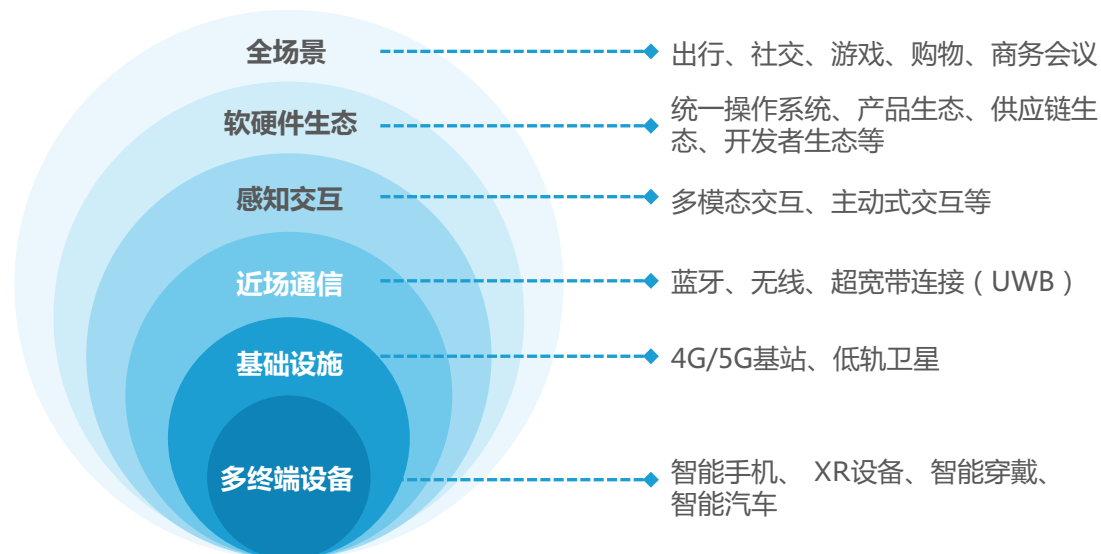 全场景
出行、社交、游戏、购物、商务会议
软硬件生态
统一操作系统、产品生态、供应链生
态、开发者生态等
感知交互
多模态交互、主动式交互等
近场通信
蓝牙、无线、超宽带连接（UWB）
基础设施
4G/5G基站、低轨卫星
多终端设备
智能手机、 XR设备、智能穿戴、
智能汽车